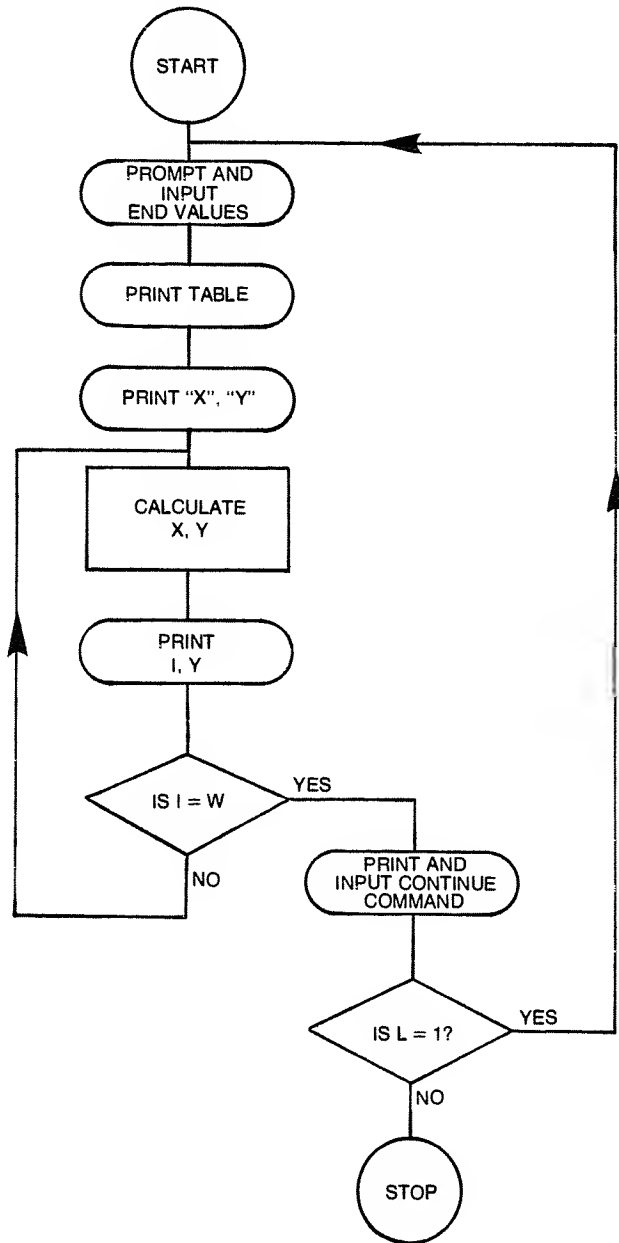 START
PROMPT AND
INPUT
END VALUES
PRINT TABLE
PRINT “X”, “Y”
CALCULATE
X, Y
PRINT
I, Y
IS I = W
YES
NO
PRINT AND
INPUT CONTINUE
COMMAND
IS L = 1?
YES
NO
STOP